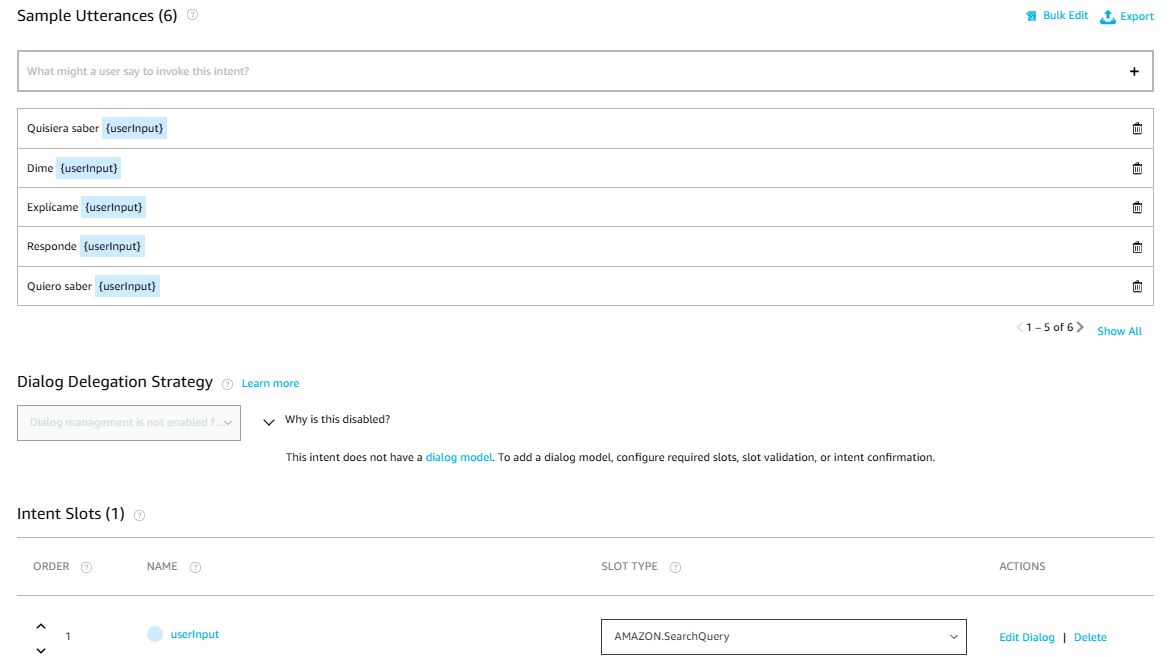 Sample Utterances (6) ?
Bulk Edit Export
What might a user say to invoke this intent? +
Quisiera saber {userInput}
Dime {userInput}
Explícame {userInput}
Responde {userInput}
Quiero saber {userInput}
1 – 5 of 6 Show All
Dialog Delegation Strategy ? Learn more
Dialog management is not enabled f... Why is this disabled?
This intent does not have a dialog model. To add a dialog model, configure required slots, slot validation, or intent confirmation.
Intent Slots (1) ?
ORDER ? NAME ? SLOT TYPE ? ACTIONS
1 userInput AMAZON.SearchQuery Edit Dialog | Delete